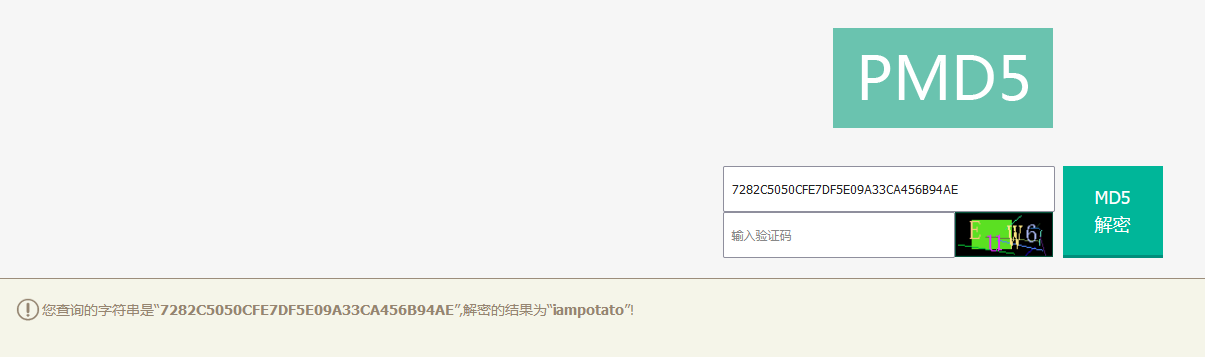 PMD5
7282C5050CFE7DF5E09A33CA456B94AE
MD5
解密
输入验证码
E11W6
您查询的字符串是“7282C5050CFE7DF5E09A33CA456B94AE”,解密的结果为“iampotato”!